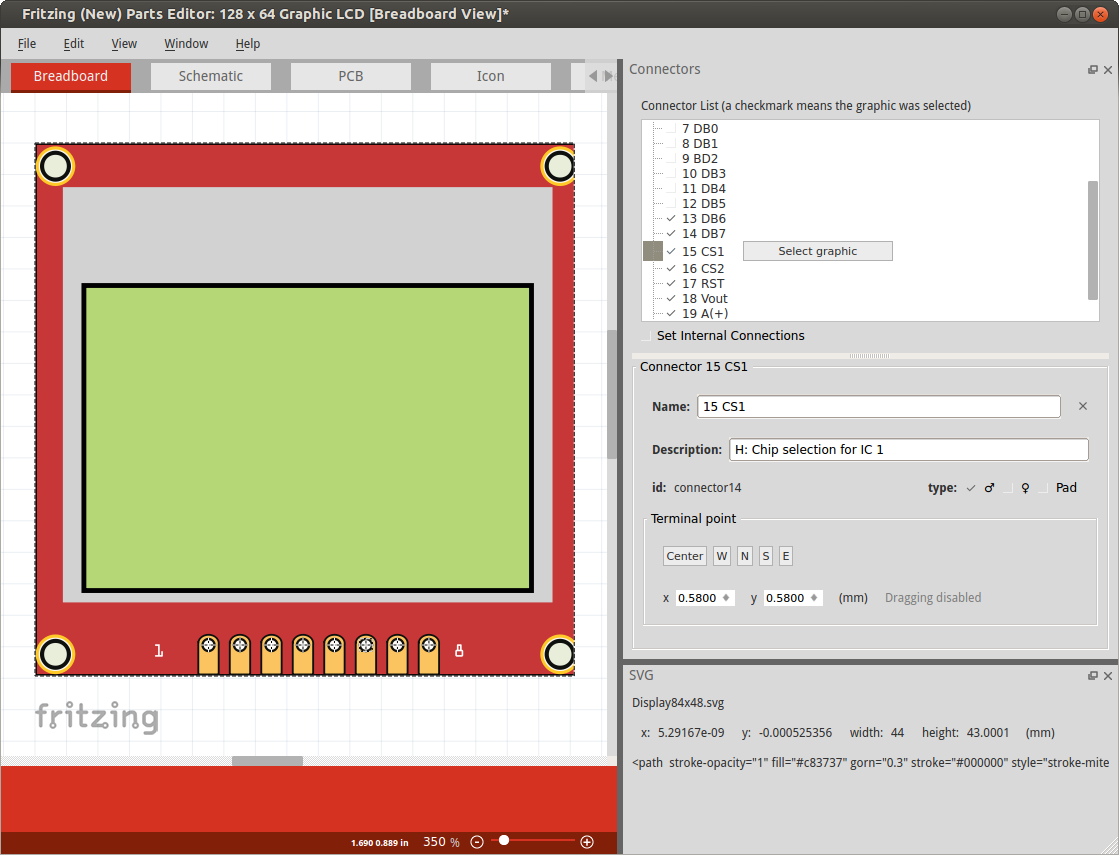 Fritzing (New) Parts Editor: 128 x 64 Graphic LCD [Breadboard View]*
File Edit View Window Help
Breadboard Schematic PCB Icon
Connectors
Connector List (a checkmark means the graphic was selected)
7 DB0
8 DB1
9 BD2
10 DB3
11 DB4
12 DB5
13 DB6
14 DB7
15 CS1 Select graphic
16 CS2
17 RST
18 Vout
19 A(+)
Set Internal Connections
Connector 15 CS1
Name: 15 CS1
Description: H: Chip selection for IC 1
id: connector14 type: ♂ ♀ Pad
Terminal point
Center W N S E
x 0.5800 y 0.5800 (mm) Dragging disabled
1 8
fritzing
SVG
Display84x48.svg
x: 5.29167e-09 y: -0.000525356 width: 44 height: 43.0001 (mm)
<path stroke-opacity="1" fill="#c83737" gorn="0.3" stroke="#000000" style="stroke-mite
1.690 0.889 in 350 %